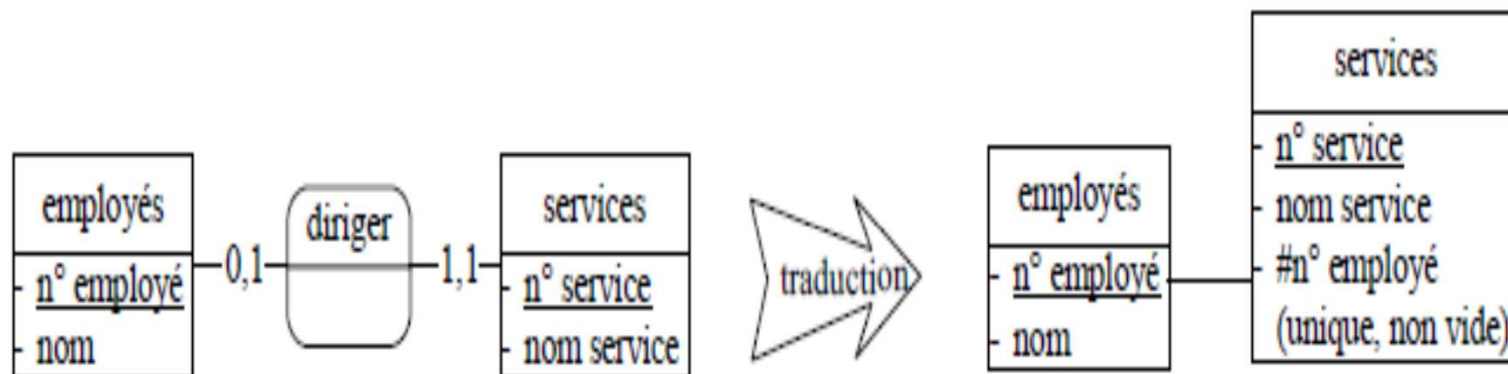 employés
- n° employé
- nom
0,1
diriger
1,1
services
- n° service
- nom service
traduction
employés
- n° employé
- nom
services
- n° service
- nom service
- #n° employé
(unique, non vide)